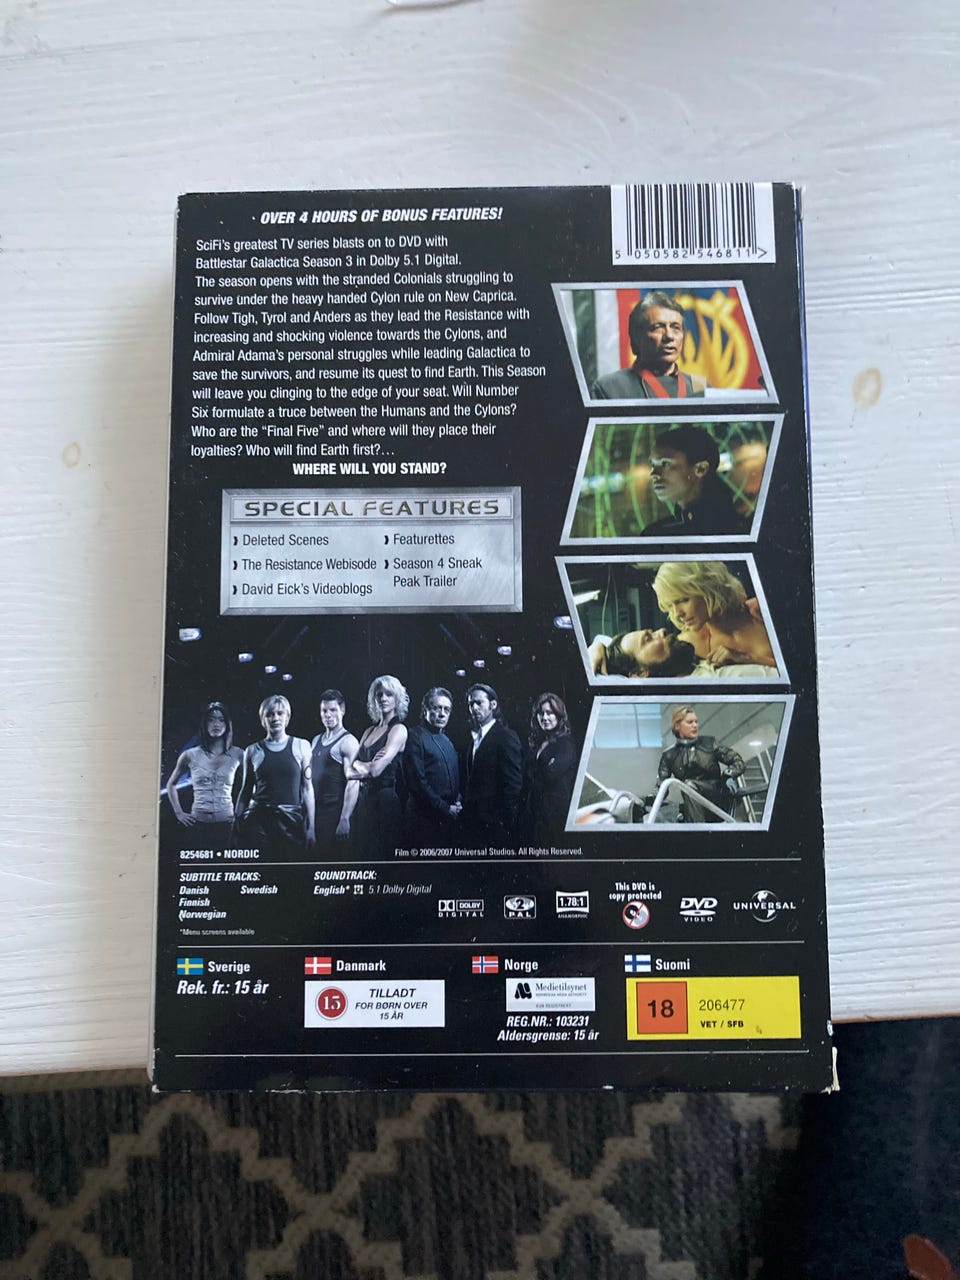 OVER 4 HOURS OF BONUS FEATURES!
SciFi's greatest TV series blasts on to DVD with
Battlestar Galactica Season 3 in Dolby 5.1 Digital.
The season opens with the stranded Colonials struggling to
survive under the heavy handed Cylon rule on New Caprica.
Follow Tigh, Tyrol and Anders as they lead the Resistance with
increasing and shocking violence towards the Cylons, and
Admiral Adama's personal struggles while leading Galactica to
save the survivors, and resume its quest to find Earth. This Season
will leave you clinging to the edge of your seat. Will Number
Six formulate a truce between the Humans and the Cylons?
Who are the "Final Five" and where will they place their
loyalties? Who will find Earth first?...
WHERE WILL YOU STAND?
5 050582 546811 >
SPECIAL FEATURES
Deleted Scenes
The Resistance Webisode
David Eick's Videoblogs
Featurettes
Season 4 Sneak
Peak Trailer
8254681 • NORDIC
Film © 2006/2007 Universal Studios. All Rights Reserved.
SUBTITLE TRACKS:
Danish Swedish
Finnish
Norwegian
*Menu screens available
SOUNDTRACK:
English* 5.1 Dolby Digital
DOLBY
DIGITAL
2
PAL
1.78:1
ANAMORPHIC
This DVD is
copy protected
DVD
VIDEO
UNIVERSAL
Sverige
Rek. fr.: 15 år
Danmark
15
TILLADT
FOR BØRN OVER
15 ÅR
Norge
Medietilsynet
NORWEGIAN MEDIA AUTHORITY
REG.NR.: 103231
Aldersgrense: 15 år
Suomi
18
206477
VET / SFB